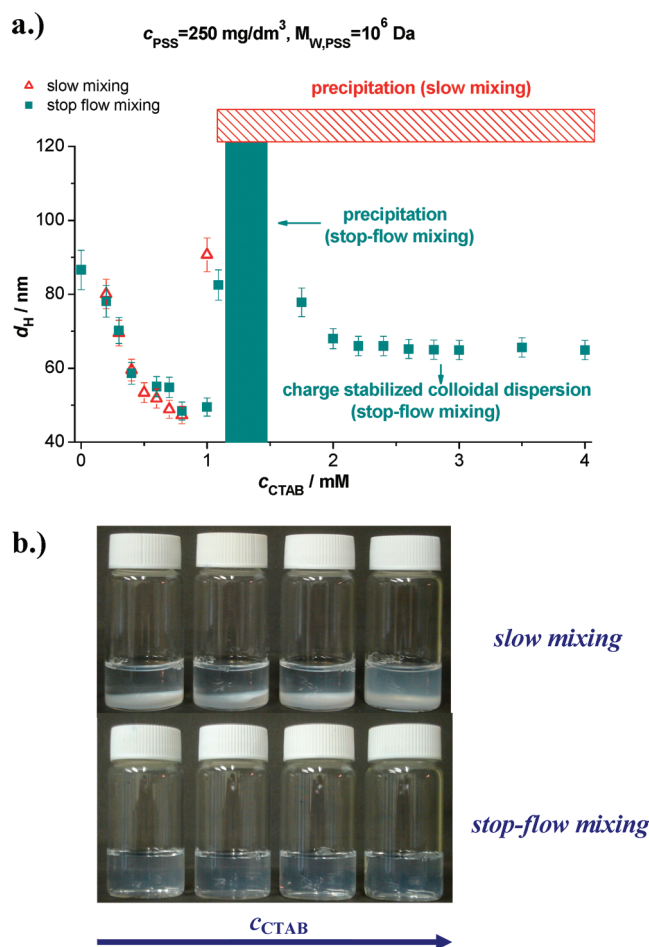 a.)
c_PSS=250 mg/dm³, M_W,PSS=10⁶ Da
slow mixing
stop flow mixing
precipitation (slow mixing)
120
100
80
60
40
d_H / nm
precipitation
(stop-flow mixing)
charge stabilized colloidal dispersion
(stop-flow mixing)
0 1 2 3 4
c_CTAB / mM
b.)
slow mixing
stop-flow mixing
c_CTAB